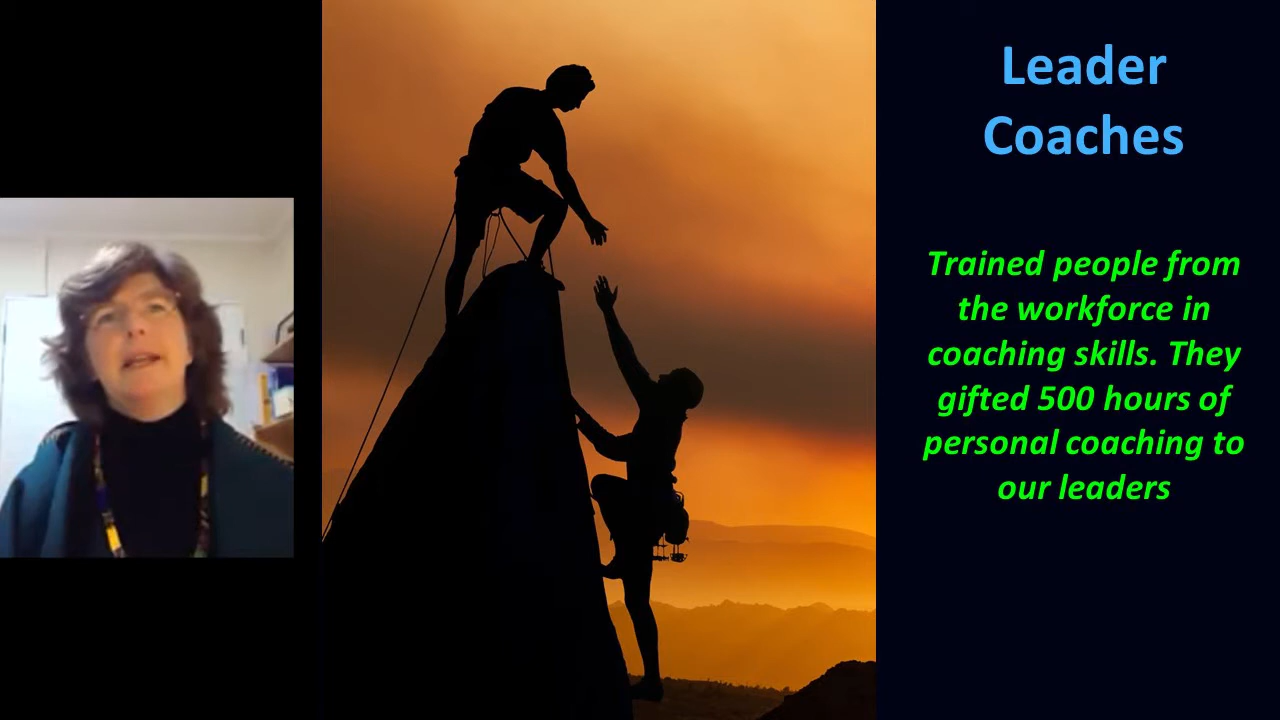 Leader
Coaches
Trained people from
the workforce in
coaching skills. They
gifted 500 hours of
personal coaching to
our leaders